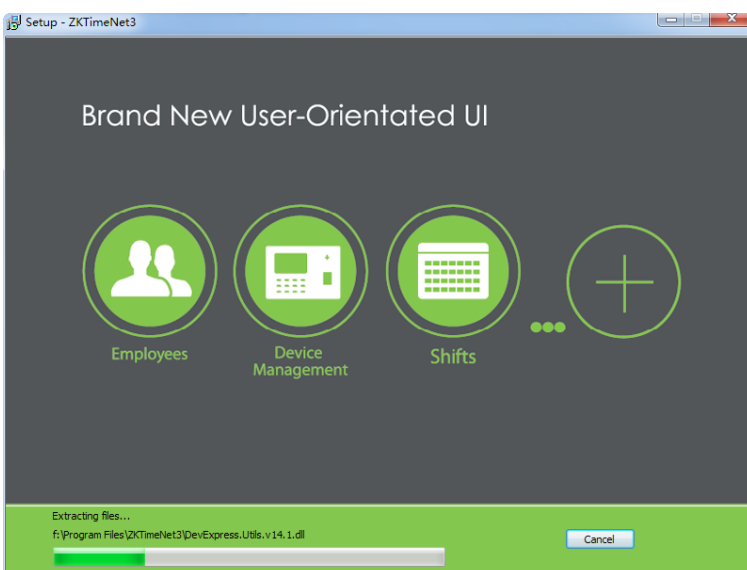 Setup - ZKTimeNet3
Brand New User-Orientated UI
Employees
Device
Management
Shifts
Extracting files...
f:\Program Files\ZKTimeNet3\DevExpress.Utils.v14.1.dll
Cancel